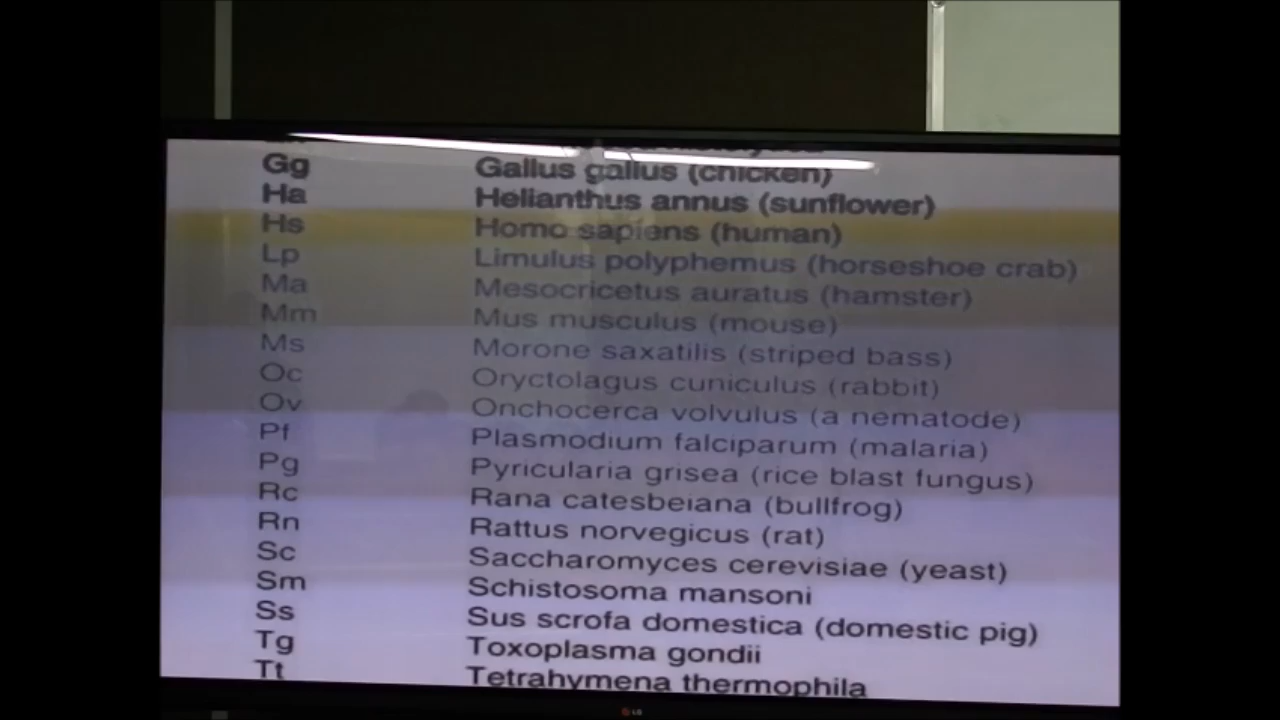 Gg Gallus gallus (chicken)
Ha Helianthus annus (sunflower)
Hs Homo sapiens (human)
Lp Limulus polyphemus (horseshoe crab)
Ma Mesocricetus auratus (hamster)
Mm Mus musculus (mouse)
Ms Morone saxatilis (striped bass)
Oc Oryctolagus cuniculus (rabbit)
Ov Onchocerca volvulus (a nematode)
Pf Plasmodium falciparum (malaria)
Pg Pyricularia grisea (rice blast fungus)
Rc Rana catesbeiana (bullfrog)
Rn Rattus norvegicus (rat)
Sc Saccharomyces cerevisiae (yeast)
Sm Schistosoma mansoni
Ss Sus scrofa domestica (domestic pig)
Tg Toxoplasma gondii
Tt Tetrahymena thermophila
LG